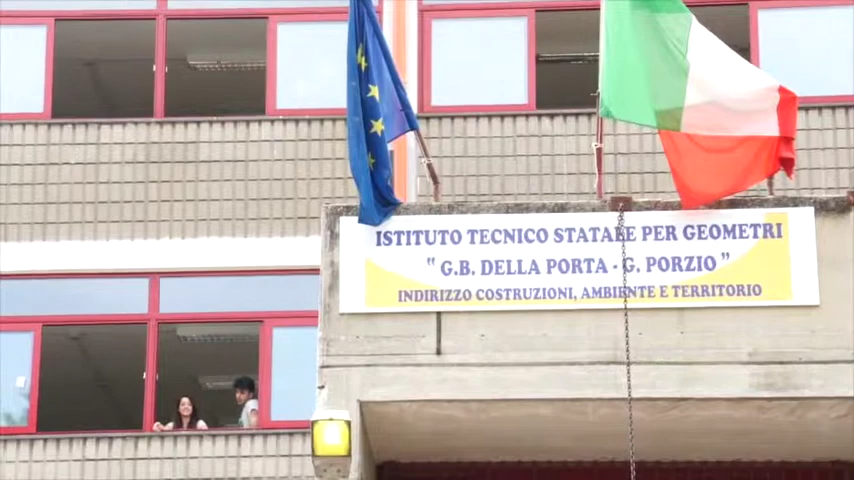 ISTITUTO TECNICO STATALE PER GEOMETRI
“G.B. DELLA PORTA - G. PORZIO”
INDIRIZZO COSTRUZIONI, AMBIENTE E TERRITORIO